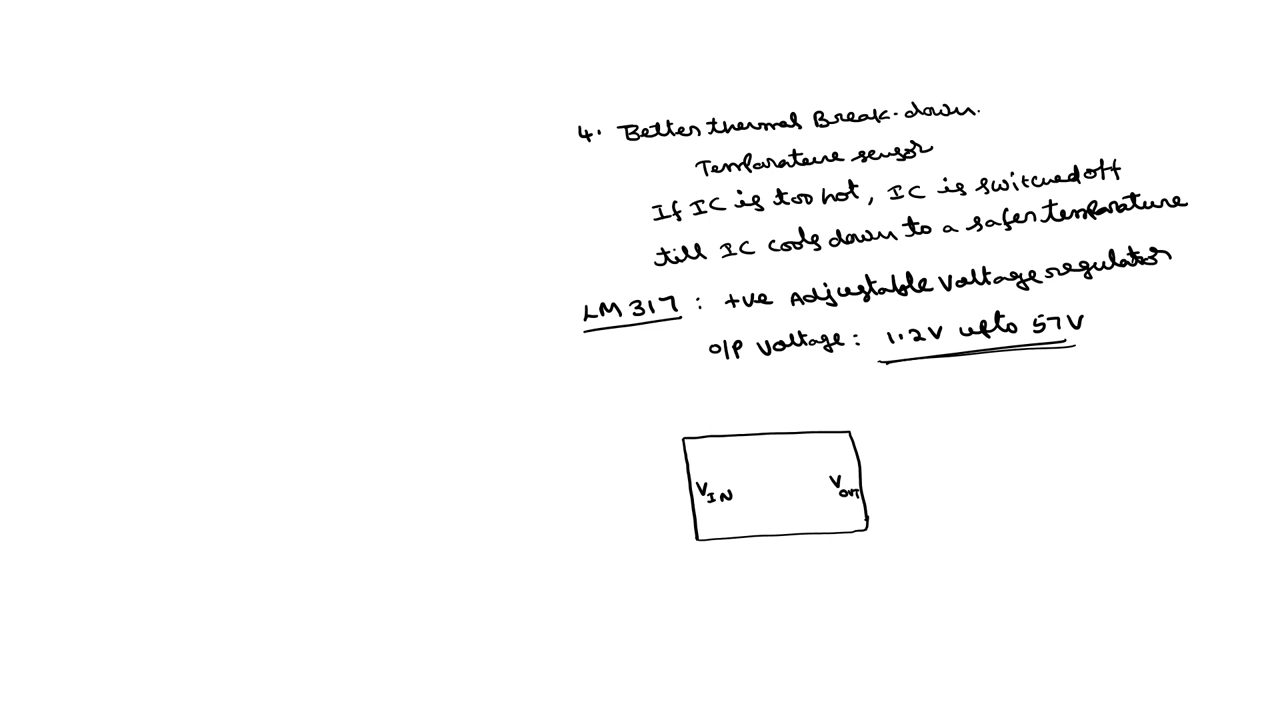 4. Better thermal Break-down.
Temparature sensor
If IC is too hot, IC is switched off
till IC cools down to a safer temparature
LM 317 : +ve Adjustable Voltage regulator
O/P Voltage : 1.2V upto 57V
VIN VOUT